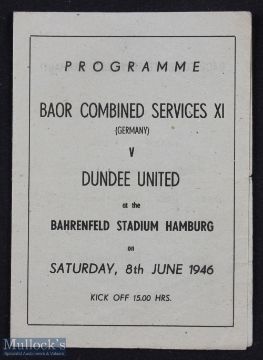 PROGRAMME
BAOR COMBINED SERVICES XI
(GERMANY)
V
DUNDEE UNITED
at the
BAHRENFELD STADIUM HAMBURG
on
SATURDAY, 8th JUNE 1946
KICK OFF 15.00 HRS.
Mullock's